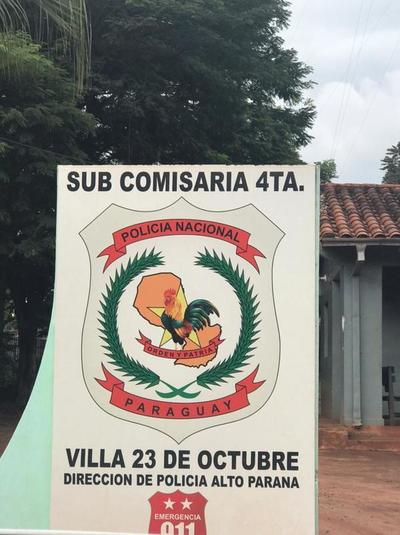 SUB COMISARIA 4TA.
POLICIA NACIONAL
ORDEN Y PATRIA
PARAGUAY
VILLA 23 DE OCTUBRE
DIRECCION DE POLICIA ALTO PARANA
EMERGENCIA
911